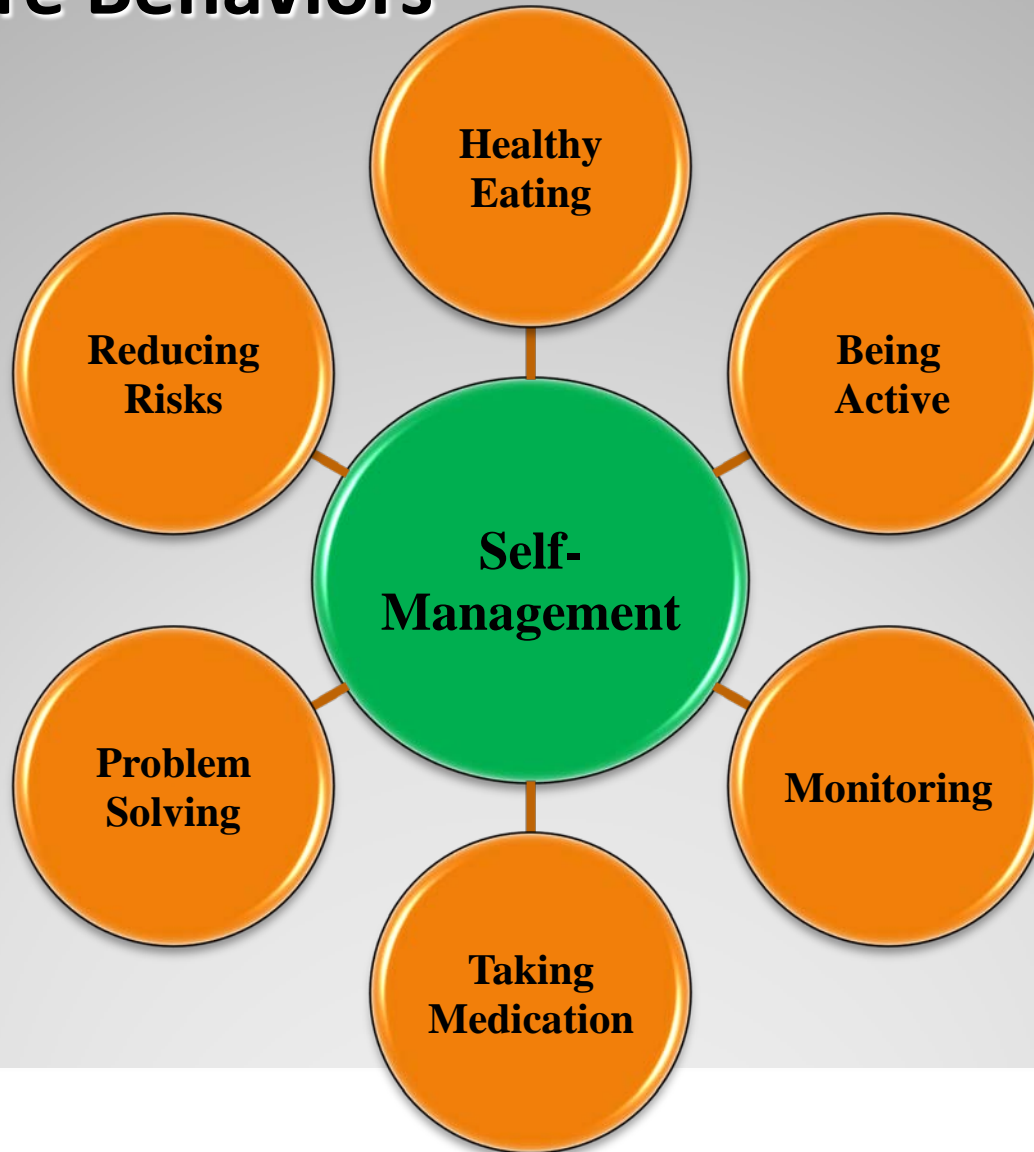 Behaviors
Healthy
Eating
Being
Active
Monitoring
Taking
Medication
Problem
Solving
Reducing
Risks
Self-
Management